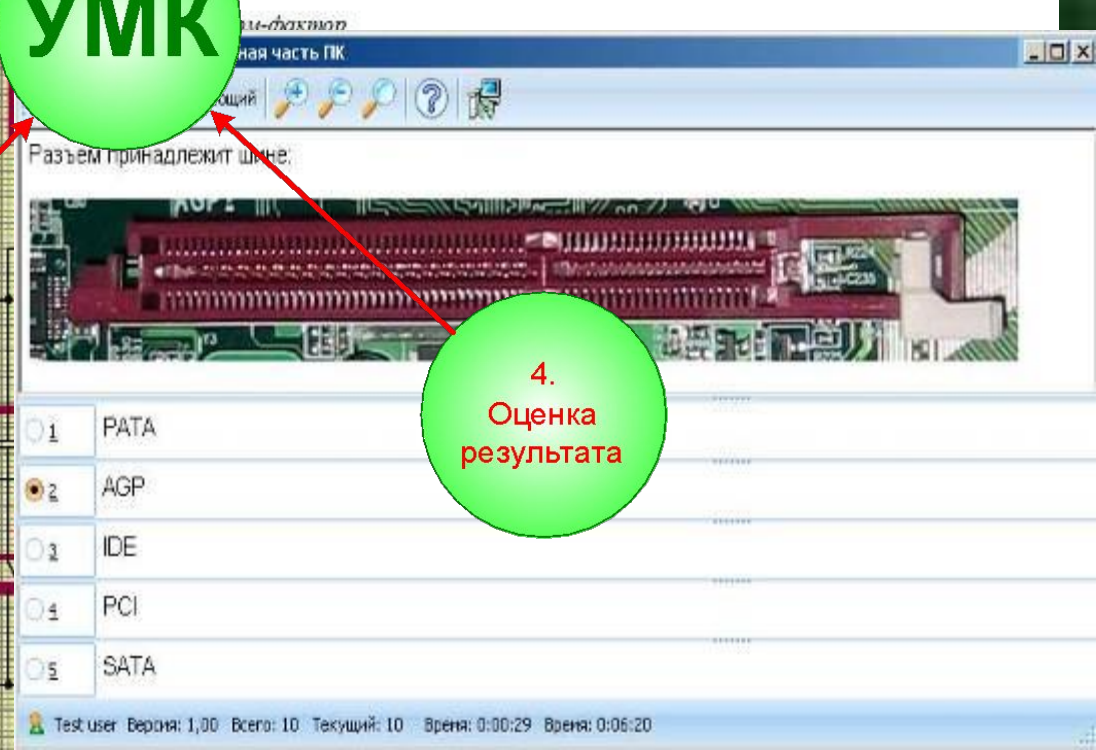 УМК
м-фактор
ная часть ПК
ющий
Разъем принадлежит шине:
AGP1
4.
Оценка
результата
1 PATA
2 AGP
3 IDE
4 PCI
5 SATA
Test user Версия: 1,00 Всего: 10 Текущий: 10 Время: 0:00:29 Время: 0:06:20